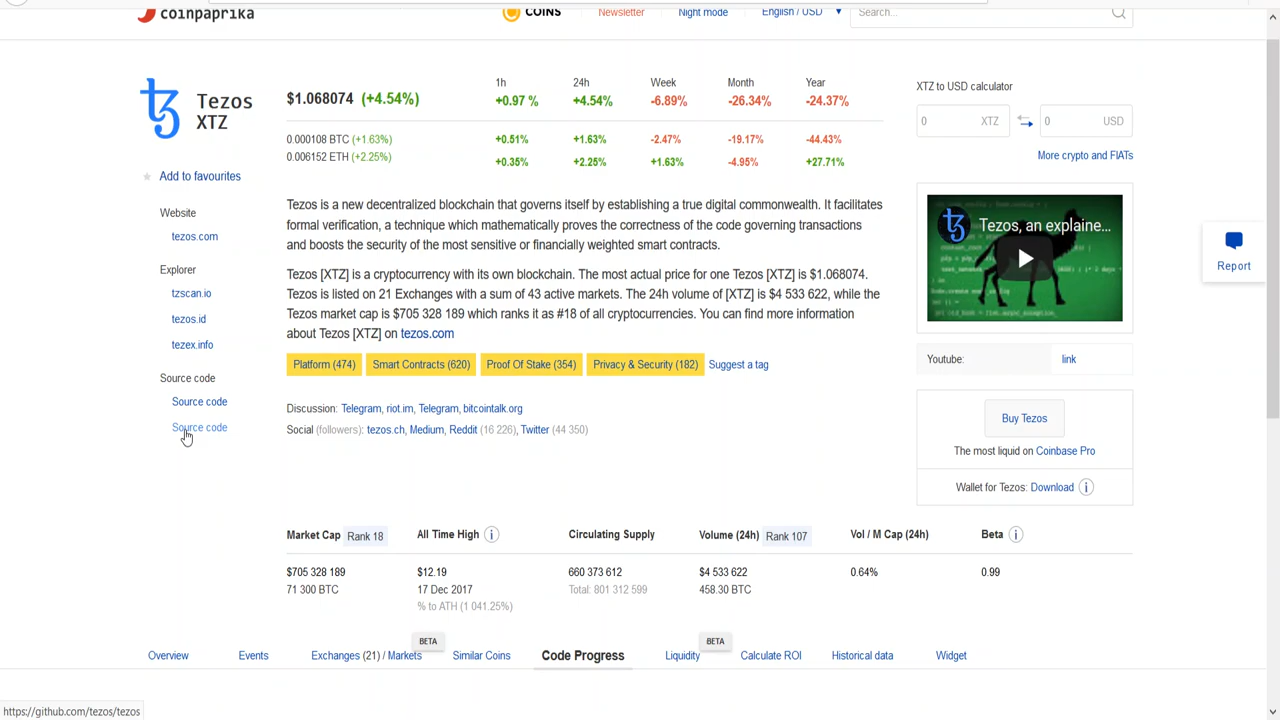 coinpaprika
COINS
Newsletter
Night mode
English / USD
Search...
Tezos
XTZ
Add to favourites
Website
tezos.com
Explorer
tzscan.io
tezos.id
tezex.info
Source code
Source code
Source code
$1.068074 (+4.54%)
1h 24h Week Month Year
+0.97 % +4.54% -6.89% -26.34% -24.37%
0.000108 BTC (+1.63%) +0.51% +1.63% -2.47% -19.17% -44.43%
0.006152 ETH (+2.25%) +0.35% +2.25% +1.63% -4.95% +27.71%
Tezos is a new decentralized blockchain that governs itself by establishing a true digital commonwealth. It facilitates
formal verification, a technique which mathematically proves the correctness of the code governing transactions
and boosts the security of the most sensitive or financially weighted smart contracts.
Tezos [XTZ] is a cryptocurrency with its own blockchain. The most actual price for one Tezos [XTZ] is $1.068074.
Tezos is listed on 21 Exchanges with a sum of 43 active markets. The 24h volume of [XTZ] is $4 533 622, while the
Tezos market cap is $705 328 189 which ranks it as #18 of all cryptocurrencies. You can find more information
about Tezos [XTZ] on tezos.com
Platform (474) Smart Contracts (620) Proof Of Stake (354) Privacy & Security (182) Suggest a tag
Discussion: Telegram, riot.im, Telegram, bitcointalk.org
Social (followers): tezos.ch, Medium, Reddit (16 226), Twitter (44 350)
XTZ to USD calculator
0 XTZ 0 USD
More crypto and FIATs
Tezos, an explaine...
Youtube: link
Buy Tezos
The most liquid on Coinbase Pro
Wallet for Tezos: Download i
Report
Market Cap Rank 18 All Time High i Circulating Supply Volume (24h) Rank 107 Vol / M Cap (24h) Beta i
$705 328 189 $12.19 660 373 612 $4 533 622 0.64% 0.99
71 300 BTC 17 Dec 2017 Total: 801 312 599 458.30 BTC
% to ATH (1 041.25%)
BETA BETA
Overview Events Exchanges (21) / Markets Similar Coins Code Progress Liquidity Calculate ROI Historical data Widget
https://github.com/tezos/tezos